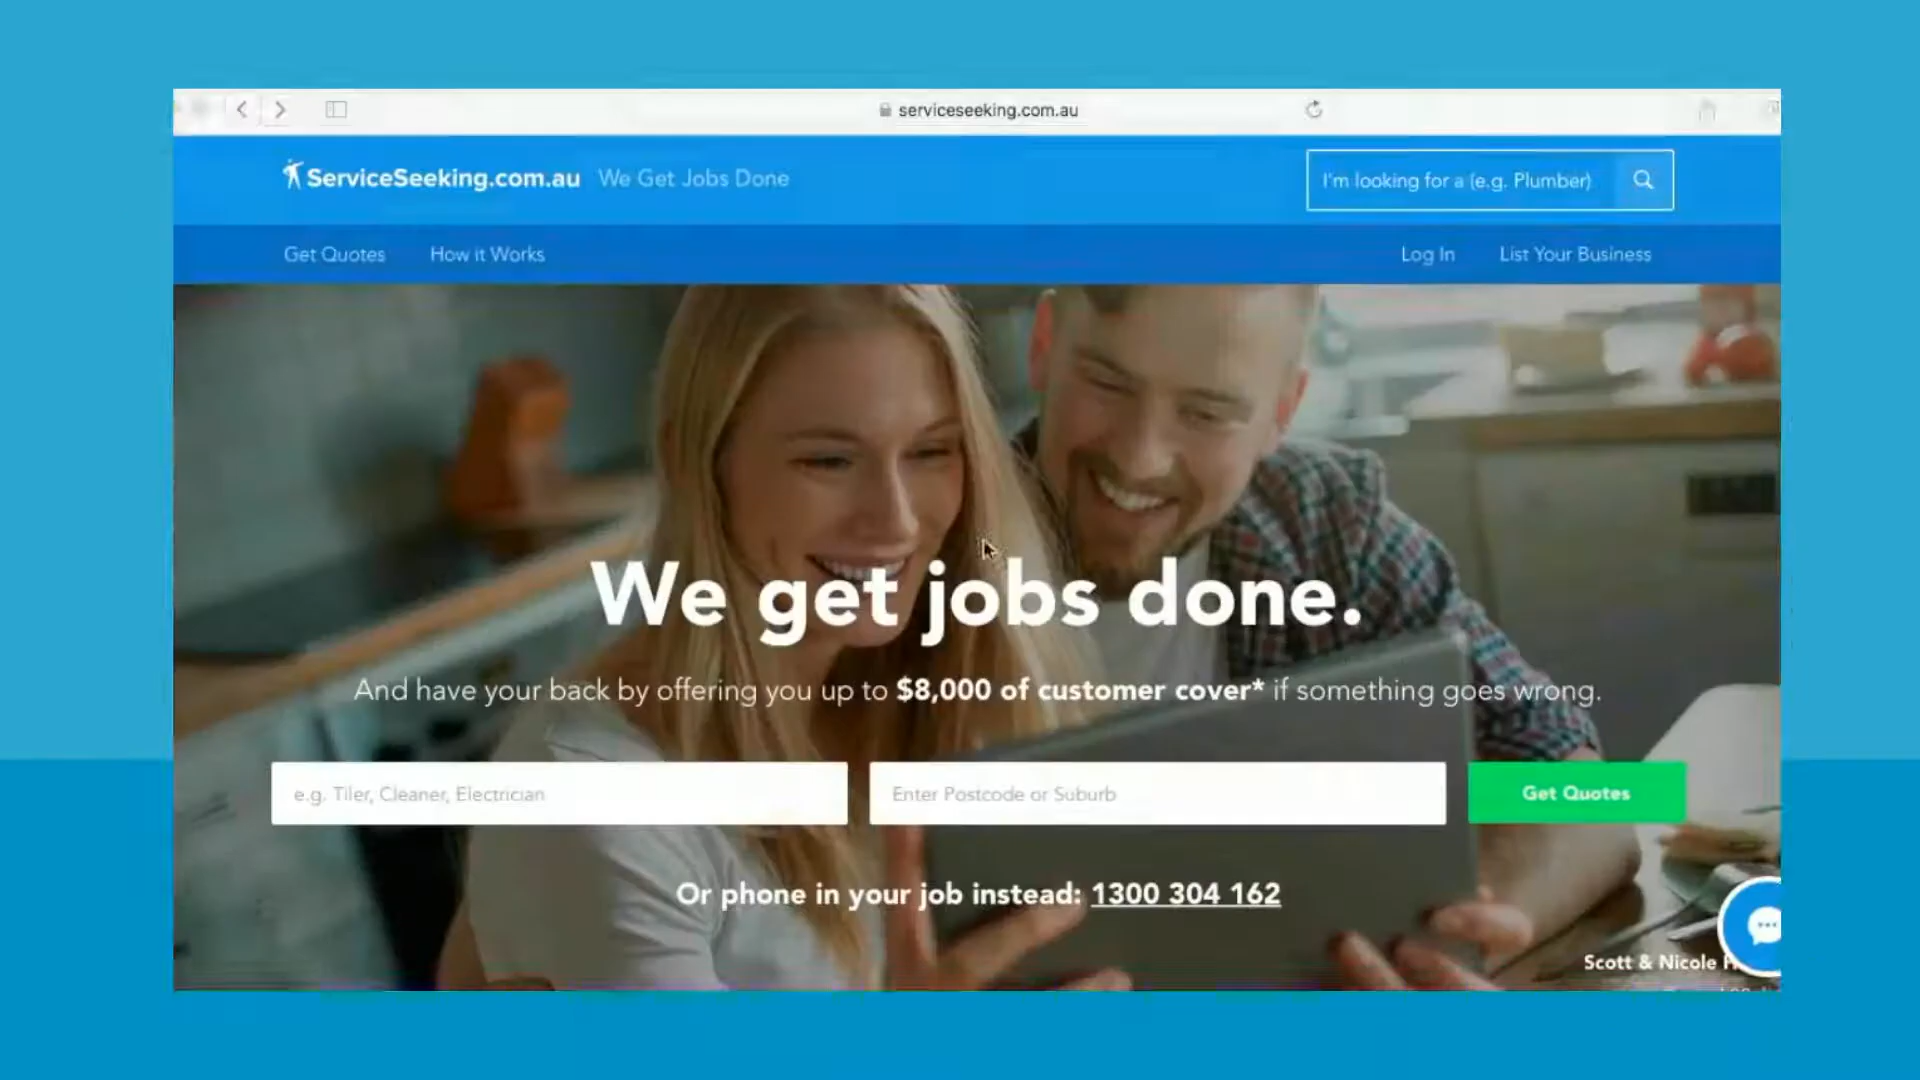 serviceseeking.com.au
ServiceSeeking.com.au We Get Jobs Done
I'm looking for a (e.g. Plumber)
Get Quotes How it Works Log In List Your Business
We get jobs done.
And have your back by offering you up to $8,000 of customer cover* if something goes wrong.
e.g. Tiler, Cleaner, Electrician Enter Postcode or Suburb Get Quotes
Or phone in your job instead: 1300 304 162
Scott & Nicole